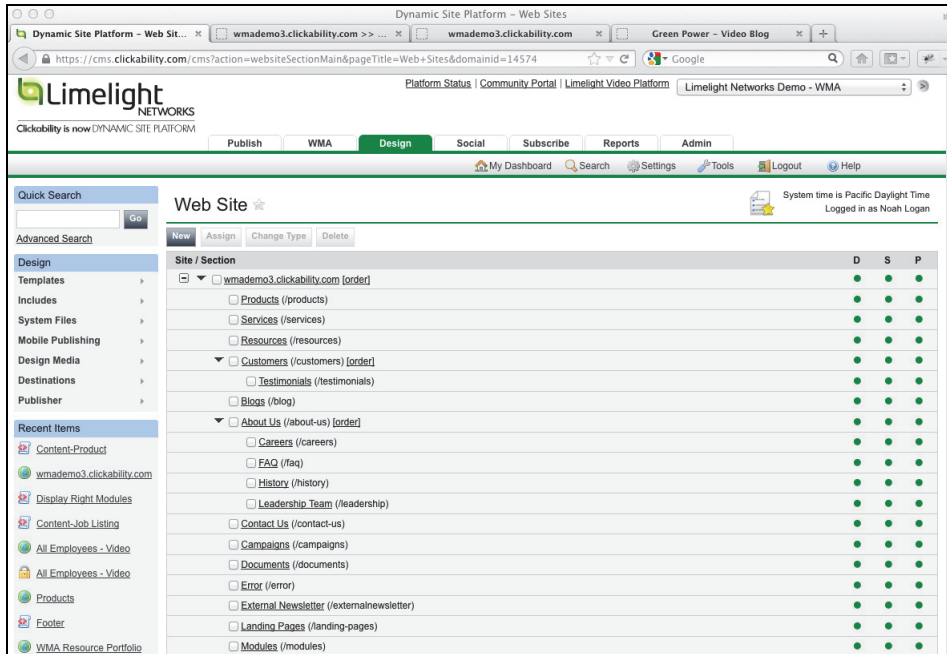 Dynamic Site Platform – Web Sites
Dynamic Site Platform – Web Sit... × wmademo3.clickability.com >> ... × wmademo3.clickability.com × Green Power – Video Blog × +
https://cms.clickability.com/cms?action=websiteSectionMain&pageTitle=Web+Sites&domainid=14574 Google
Platform Status | Community Portal | Limelight Video Platform Limelight Networks Demo - WMA
Limelight
NETWORKS
Clickability is now DYNAMIC SITE PLATFORM
Publish WMA Design Social Subscribe Reports Admin
My Dashboard Search Settings Tools Logout Help
Quick Search
Go
Advanced Search
Design
Templates
Includes
System Files
Mobile Publishing
Design Media
Destinations
Publisher
Recent Items
Content-Product
wmademo3.clickability.com
Display Right Modules
Content-Job Listing
All Employees - Video
All Employees - Video
Products
Footer
WMA Resource Portfolio
Web Site
System time is Pacific Daylight Time
Logged in as Noah Logan
New Assign Change Type Delete
Site / Section D S P
wmademo3.clickability.com [order]
Products (/products)
Services (/services)
Resources (/resources)
Customers (/customers) [order]
Testimonials (/testimonials)
Blogs (/blog)
About Us (/about-us) [order]
Careers (/careers)
FAQ (/faq)
History (/history)
Leadership Team (/leadership)
Contact Us (/contact-us)
Campaigns (/campaigns)
Documents (/documents)
Error (/error)
External Newsletter (/externalnewsletter)
Landing Pages (/landing-pages)
Modules (/modules)